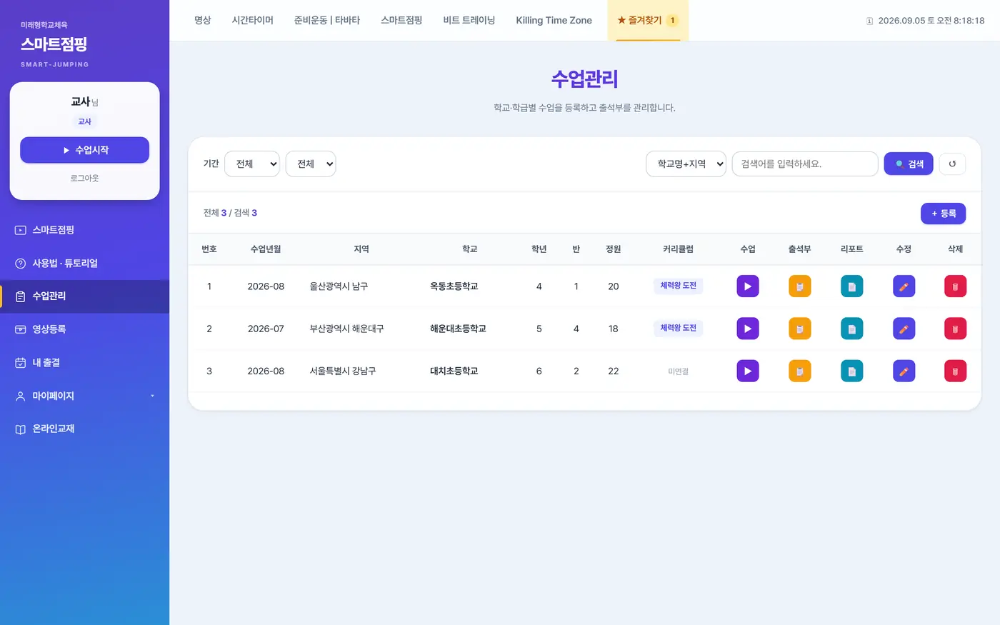 미래형학교체육
스마트점핑
SMART-JUMPING
교사 님
교사
▶ 수업시작
로그아웃
스마트점핑
사용법 · 튜토리얼
수업관리
영상등록
내 출결
마이페이지
온라인교재
명상 시간타이머 준비운동 | 타바타 스마트점핑 비트 트레이닝 Killing Time Zone ★ 즐겨찾기 1
2026.09.05 토 오전 8:18:18
수업관리
학교·학급별 수업을 등록하고 출석부를 관리합니다.
기간 전체 전체 학교명+지역 검색어를 입력하세요. 검색 ↺
전체 3 / 검색 3
+ 등록
번호 수업년월 지역 학교 학년 반 정원 커리큘럼 수업 출석부 리포트 수정 삭제
1 2026-08 울산광역시 남구 옥동초등학교 4 1 20 체력왕 도전
2 2026-07 부산광역시 해운대구 해운대초등학교 5 4 18 체력왕 도전
3 2026-08 서울특별시 강남구 대치초등학교 6 2 22 미연결